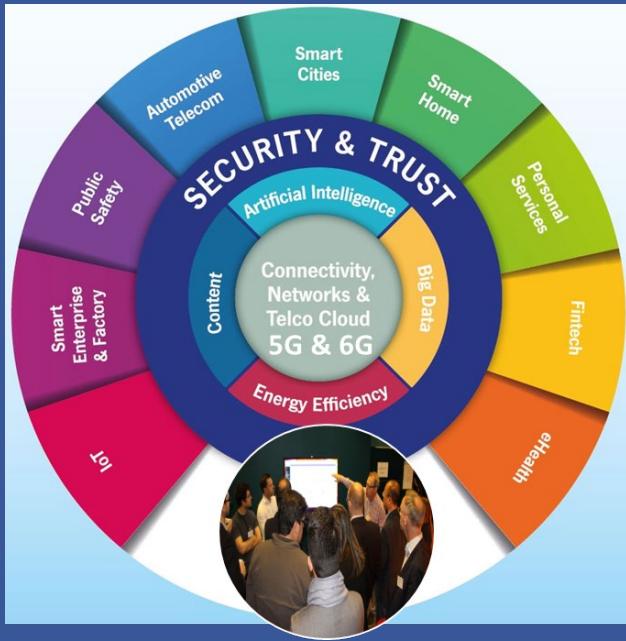 Smart
Cities
Automotive
Telecom
Smart
Home
Public
Safety
Personal
Services
Smart
Enterprise
& Factory
Fintech
IoT
eHealth
SECURITY & TRUST
Artificial Intelligence
Content
Big Data
Energy Efficiency
Connectivity,
Networks &
Telco Cloud
5G & 6G